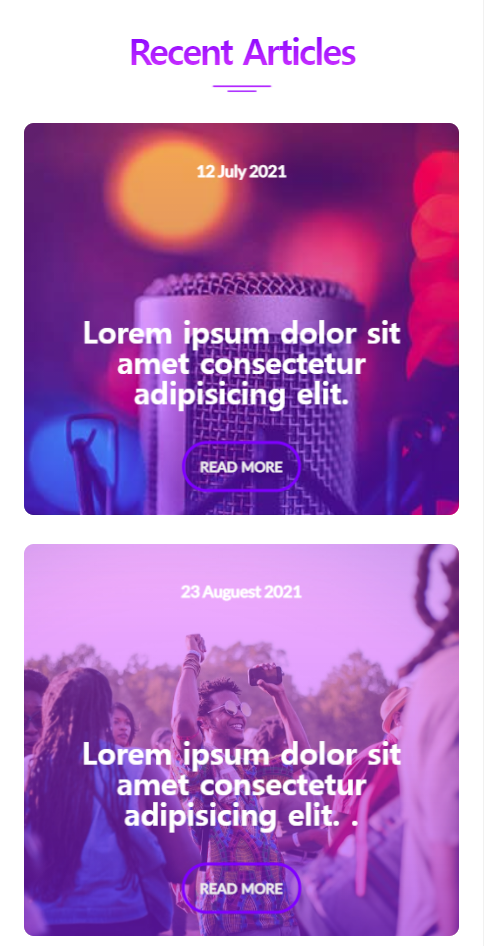 Recent Articles
12 July 2021
Lorem ipsum dolor sit
amet consectetur
adipisicing elit.
READ MORE
23 Auguest 2021
Lorem ipsum dolor sit
amet consectetur
adipisicing elit. .
READ MORE